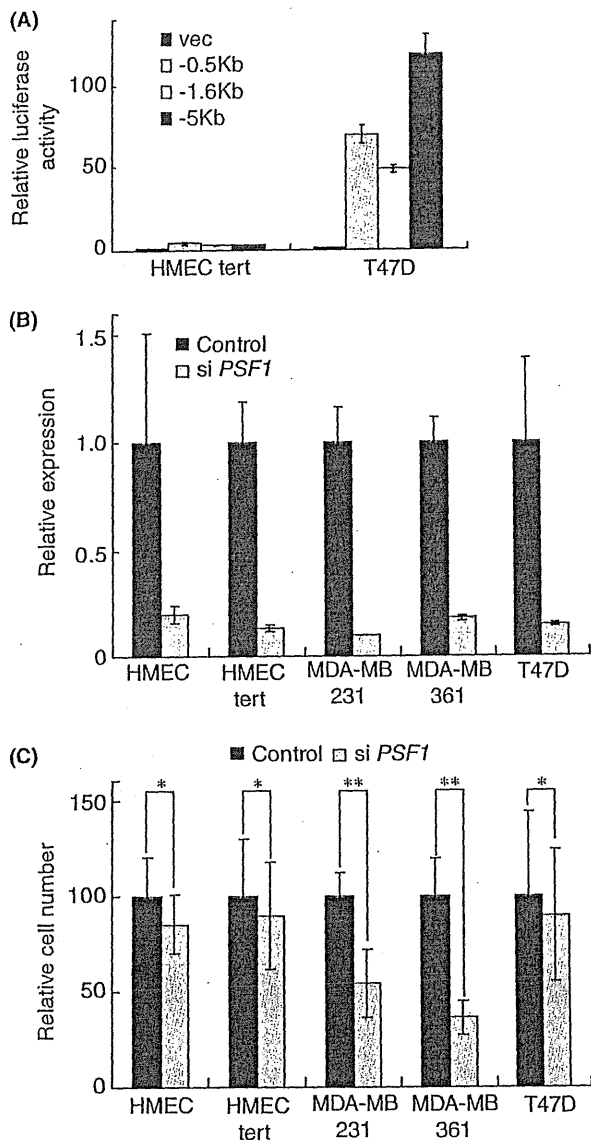 (A)
vec
-0.5Kb
-1.6Kb
-5Kb
Relative luciferase
activity
100
50
0
HMEC tert
T47D
(B)
Control
si PSF1
Relative expression
1.5
1.0
0.5
0
HMEC
HMEC
tert
MDA-MB
231
MDA-MB
361
T47D
(C)
Control
si PSF1
Relative cell number
150
100
50
0
*
*
**
**
*
HMEC
HMEC
tert
MDA-MB
231
MDA-MB
361
T47D